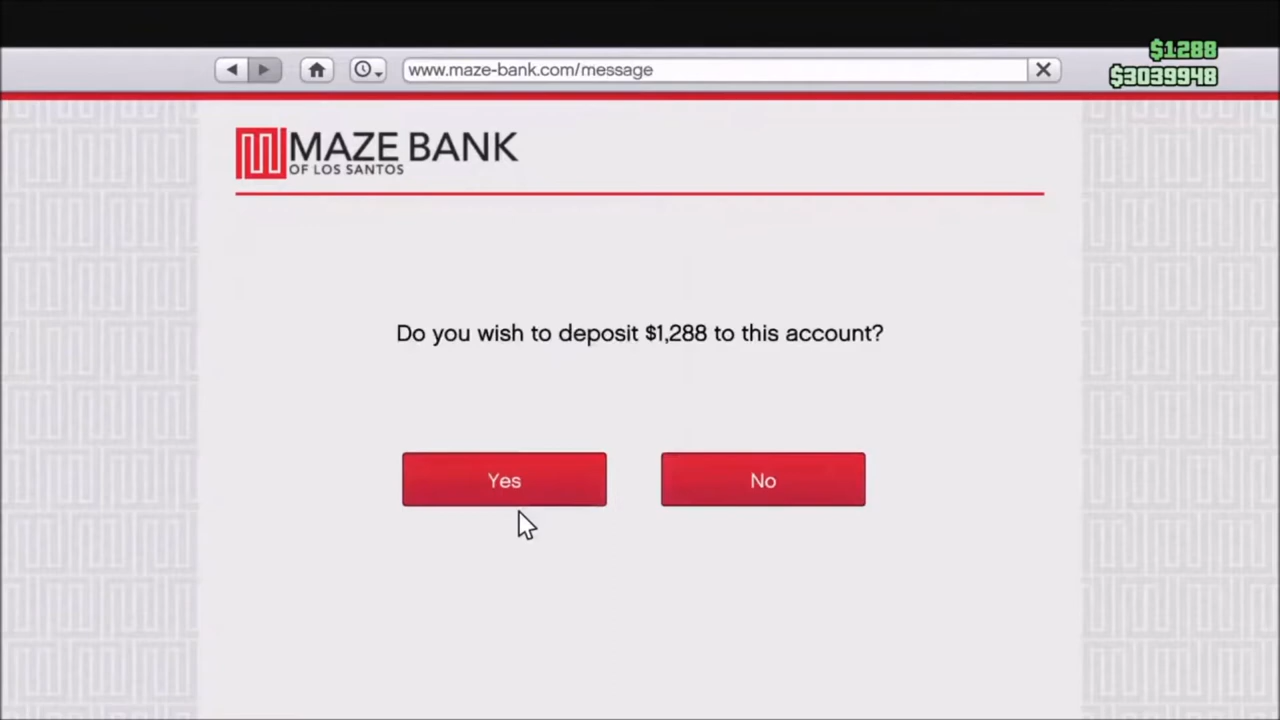 $1288
www.maze-bank.com/message
$3039948
MAZE BANK
OF LOS SANTOS
Do you wish to deposit $1,288 to this account?
Yes
No